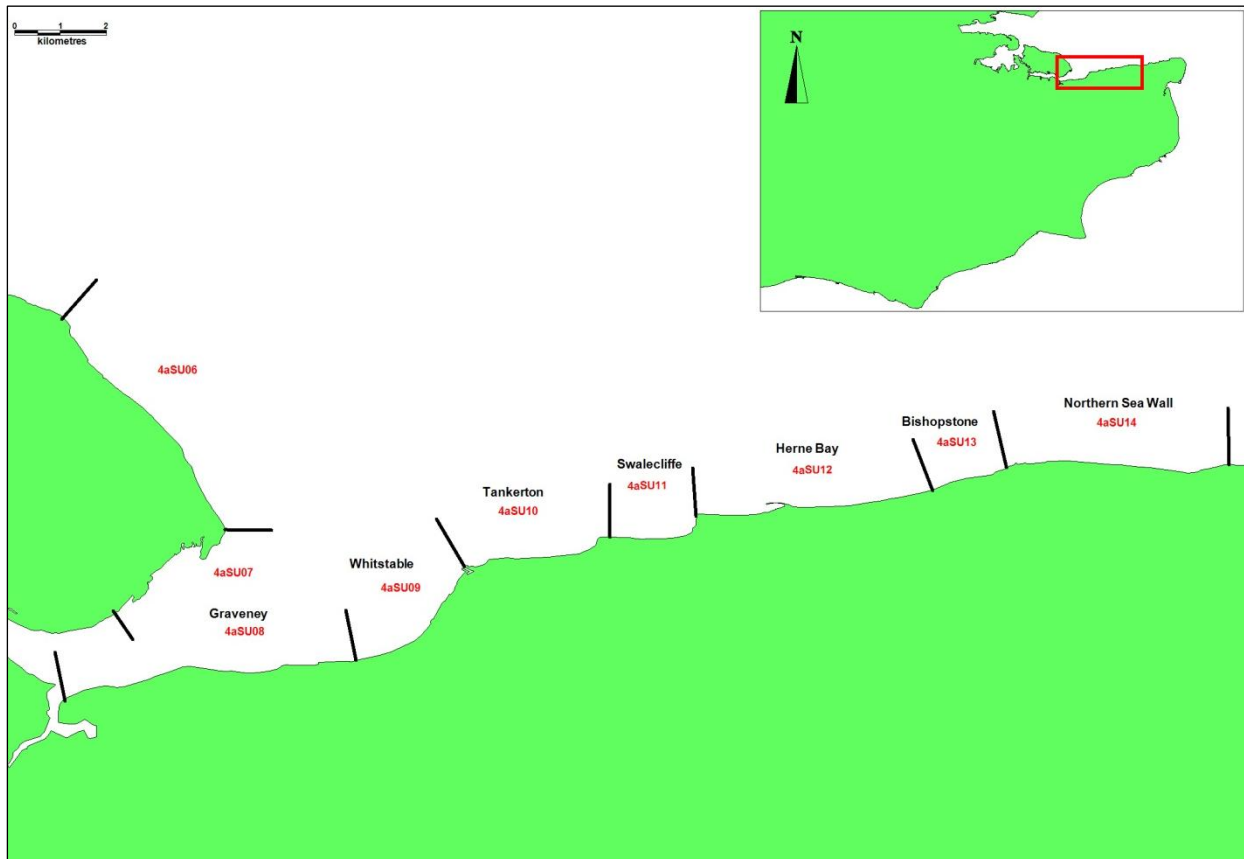 0 1 2
kilometres
N
4aSU06
Northern Sea Wall
4aSU14
Bishopstone
4aSU13
Herne Bay
4aSU12
Swalecliffe
4aSU11
Tankerton
4aSU10
Whitstable
4aSU09
4aSU07
Graveney
4aSU08